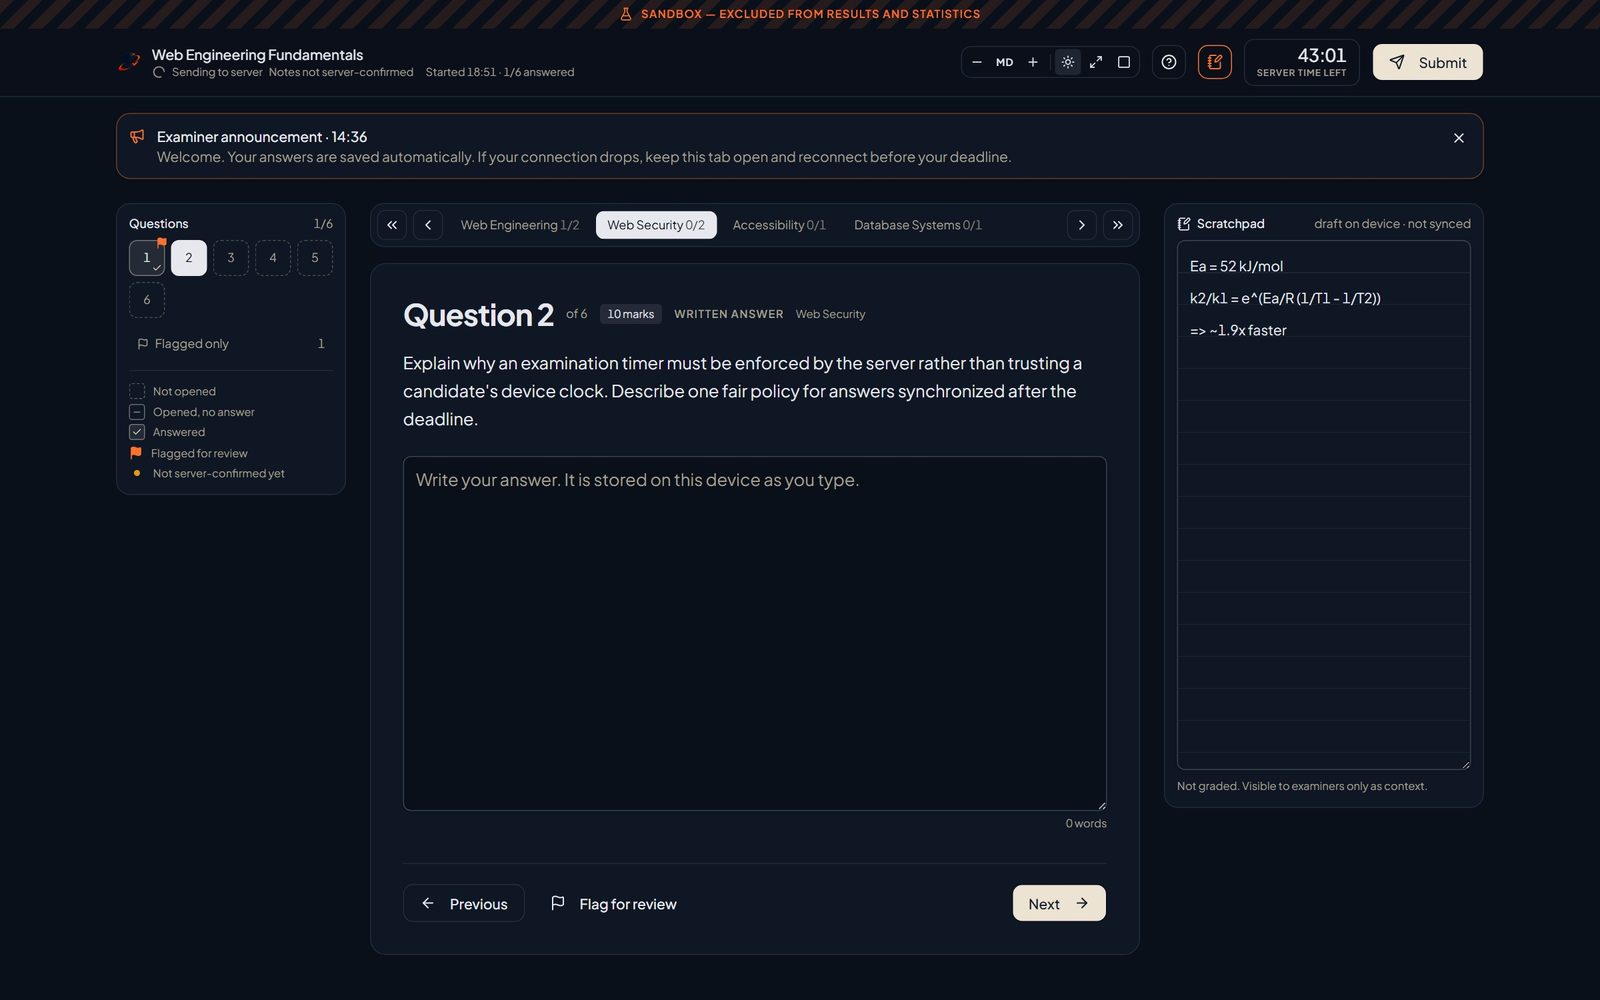 SANDBOX — EXCLUDED FROM RESULTS AND STATISTICS
Web Engineering Fundamentals
Sending to server Notes not server-confirmed Started 18:51 · 1/6 answered
MD
43:01
SERVER TIME LEFT
Submit
Examiner announcement · 14:36
Welcome. Your answers are saved automatically. If your connection drops, keep this tab open and reconnect before your deadline.
Questions 1/6
1 2 3 4 5
6
Flagged only 1
Not opened
Opened, no answer
Answered
Flagged for review
Not server-confirmed yet
Web Engineering 1/2 Web Security 0/2 Accessibility 0/1 Database Systems 0/1
Question 2 of 6 10 marks WRITTEN ANSWER Web Security
Explain why an examination timer must be enforced by the server rather than trusting a
candidate's device clock. Describe one fair policy for answers synchronized after the
deadline.
Write your answer. It is stored on this device as you type.
0 words
Previous Flag for review Next
Scratchpad draft on device · not synced
Ea = 52 kJ/mol
k2/k1 = e^(Ea/R (1/T1 - 1/T2))
=> ~1.9x faster
Not graded. Visible to examiners only as context.